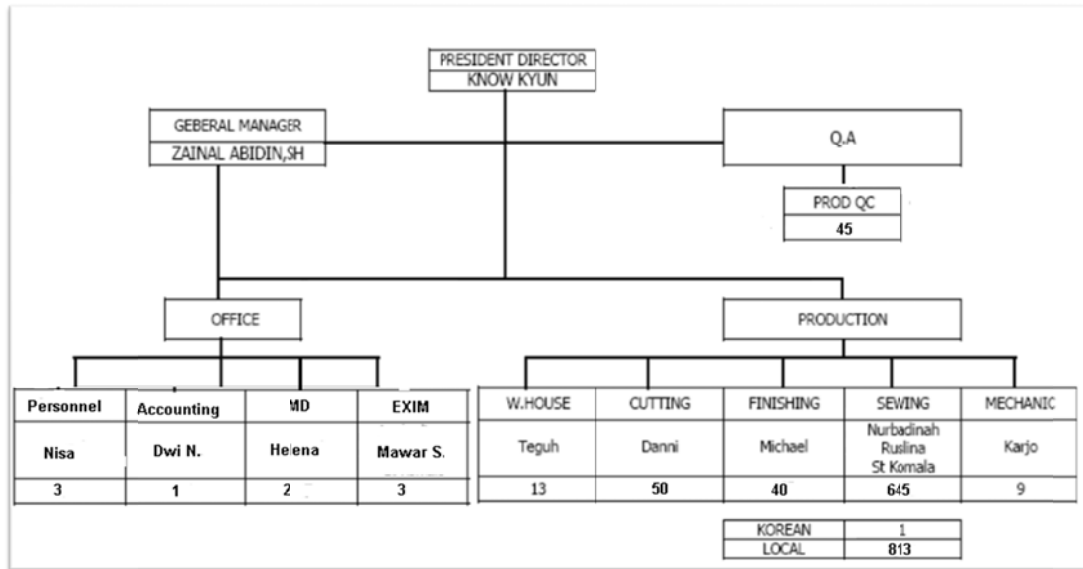 PRESIDENT DIRECTOR
KNOW KYUN
GEBERAL MANAGER
ZAINAL ABIDIN,SH
Q.A
PROD QC
45
OFFICE
PRODUCTION
Personnel
Accounting
MD
EXIM
Nisa
Dwi N.
Helena
Mawar S.
3
1
2
3
W.HOUSE
CUTTING
FINISHING
SEWING
MECHANIC
Teguh
Danni
Michael
Nurbadinah
Ruslina
St Komala
Karjo
13
50
40
645
9
KOREAN 1
LOCAL 813